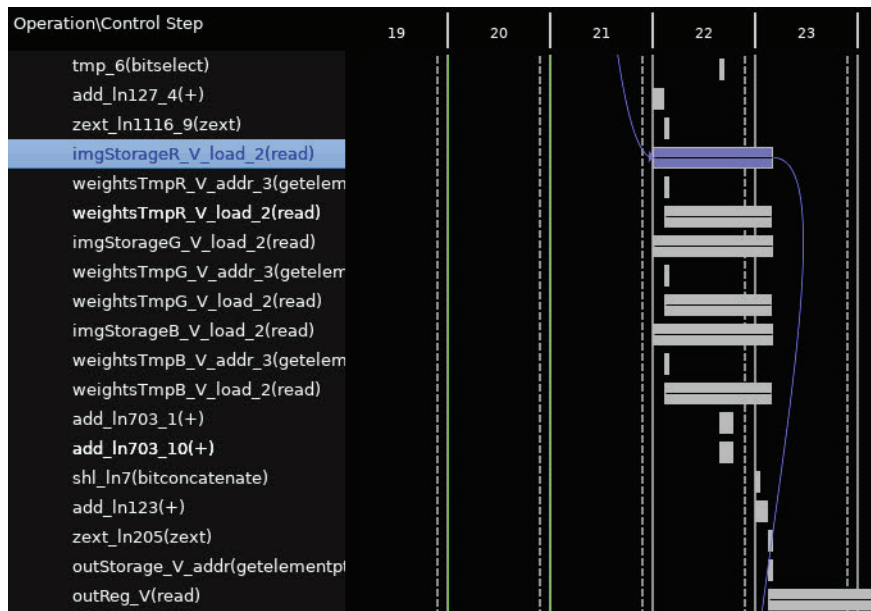 Operation\Control Step
19 20 21 22 23
tmp_6(bitselect)
add_ln127_4(+)
zext_ln1116_9(zext)
imgStorageR_V_load_2(read)
weightsTmpR_V_addr_3(getelem
weightsTmpR_V_load_2(read)
imgStorageG_V_load_2(read)
weightsTmpG_V_addr_3(getelem
weightsTmpG_V_load_2(read)
imgStorageB_V_load_2(read)
weightsTmpB_V_addr_3(getelem
weightsTmpB_V_load_2(read)
add_ln703_1(+)
add_ln703_10(+)
shl_ln7(bitconcatenate)
add_ln123(+)
zext_ln205(zext)
outStorage_V_addr(getelementpt
outReg_V(read)